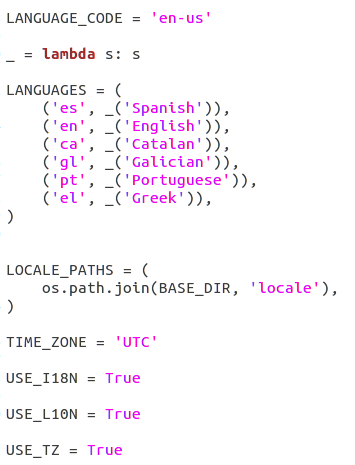 LANGUAGE_CODE = 'en-us'
_ = lambda s: s
LANGUAGES = (
    ('es', _('Spanish')),
    ('en', _('English')),
    ('ca', _('Catalan')),
    ('gl', _('Galician')),
    ('pt', _('Portuguese')),
    ('el', _('Greek')),
)
LOCALE_PATHS = (
    os.path.join(BASE_DIR, 'locale'),
)
TIME_ZONE = 'UTC'
USE_I18N = True
USE_L10N = True
USE_TZ = True